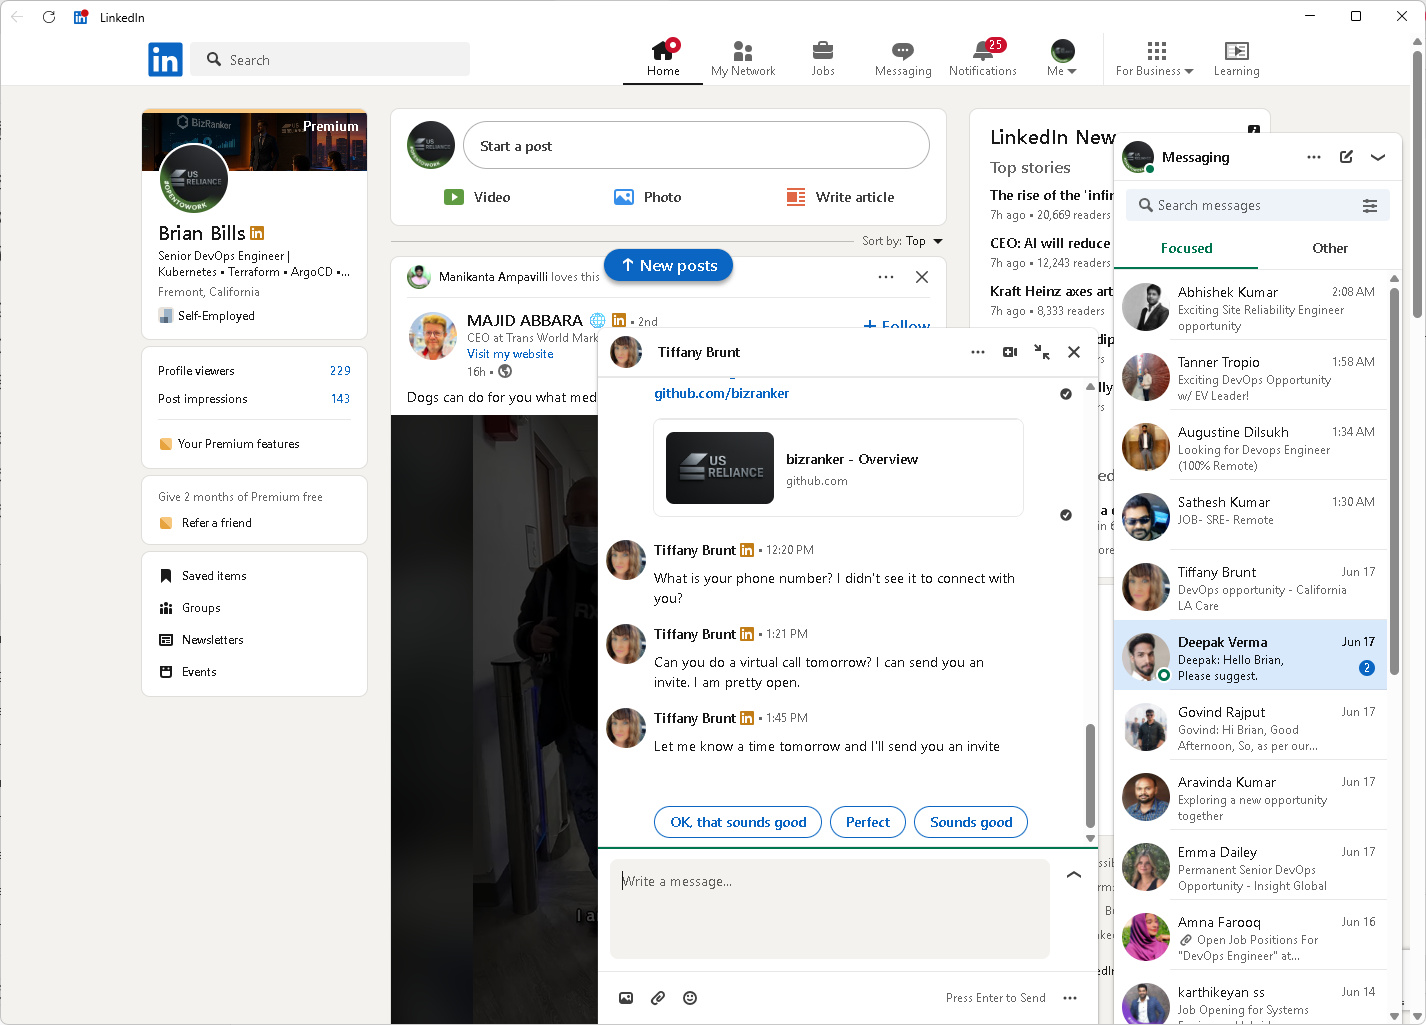 LinkedIn
in
Search
Home
My Network
Jobs
Messaging
25
Notifications
Me
For Business
Learning
BizRanker
Premium
US
RELIANCE
#OPENTOWORK
Brian Bills
Senior DevOps Engineer |
Kubernetes • Terraform • ArgoCD •...
Fremont, California
Self-Employed
Profile viewers 229
Post impressions 143
Your Premium features
Give 2 months of Premium free
Refer a friend
Saved items
Groups
Newsletters
Events
Start a post
Video
Photo
Write article
Sort by: Top
New posts
Manikanta Ampavilli loves this
MAJID ABBARA in • 2nd
CEO at Trans World Mark
Visit my website
16h •
+ Follow
Dogs can do for you what med
I a
LinkedIn New
Top stories
The rise of the 'infin
7h ago • 20,669 readers
CEO: AI will reduce
7h ago • 12,243 readers
Kraft Heinz axes art
7h ago • 8,333 readers
Tiffany Brunt
github.com/bizranker
US
RELIANCE
bizranker - Overview
github.com
Tiffany Brunt in • 12:20 PM
What is your phone number? I didn't see it to connect with
you?
Tiffany Brunt in • 1:21 PM
Can you do a virtual call tomorrow? I can send you an
invite. I am pretty open.
Tiffany Brunt in • 1:45 PM
Let me know a time tomorrow and I'll send you an invite
OK, that sounds good
Perfect
Sounds good
Write a message...
Press Enter to Send
Messaging
Search messages
Focused
Other
Abhishek Kumar 2:08 AM
Exciting Site Reliability Engineer
opportunity
Tanner Tropio 1:58 AM
Exciting DevOps Opportunity
w/ EV Leader!
Augustine Dilsukh 1:34 AM
Looking for Devops Engineer
(100% Remote)
Sathesh Kumar 1:30 AM
JOB- SRE- Remote
Tiffany Brunt Jun 17
DevOps opportunity - California
LA Care
Deepak Verma Jun 17
Deepak: Hello Brian,
Please suggest.
2
Govind Rajput Jun 17
Govind: Hi Brian, Good
Afternoon, So, as per our...
Aravinda Kumar Jun 17
Exploring a new opportunity
together
Emma Dailey Jun 17
Permanent Senior DevOps
Opportunity - Insight Global
Amna Farooq Jun 16
Open Job Positions For
"DevOps Engineer" at...
karthikeyan ss Jun 14
Job Opening for Systems